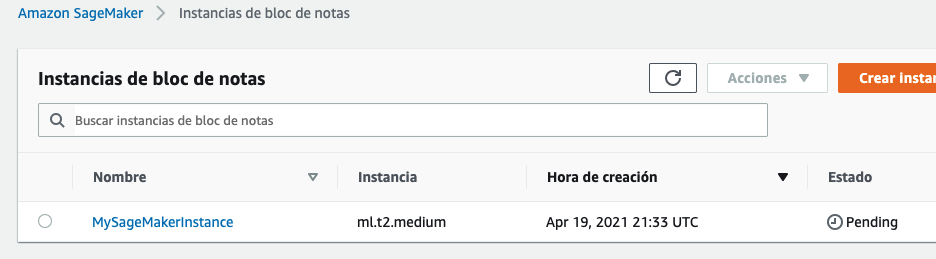 Amazon SageMaker > Instancias de bloc de notas
Instancias de bloc de notas
Acciones
Crear instan
Buscar instancias de bloc de notas
Nombre Instancia Hora de creación Estado
MySageMakerInstance ml.t2.medium Apr 19, 2021 21:33 UTC Pending